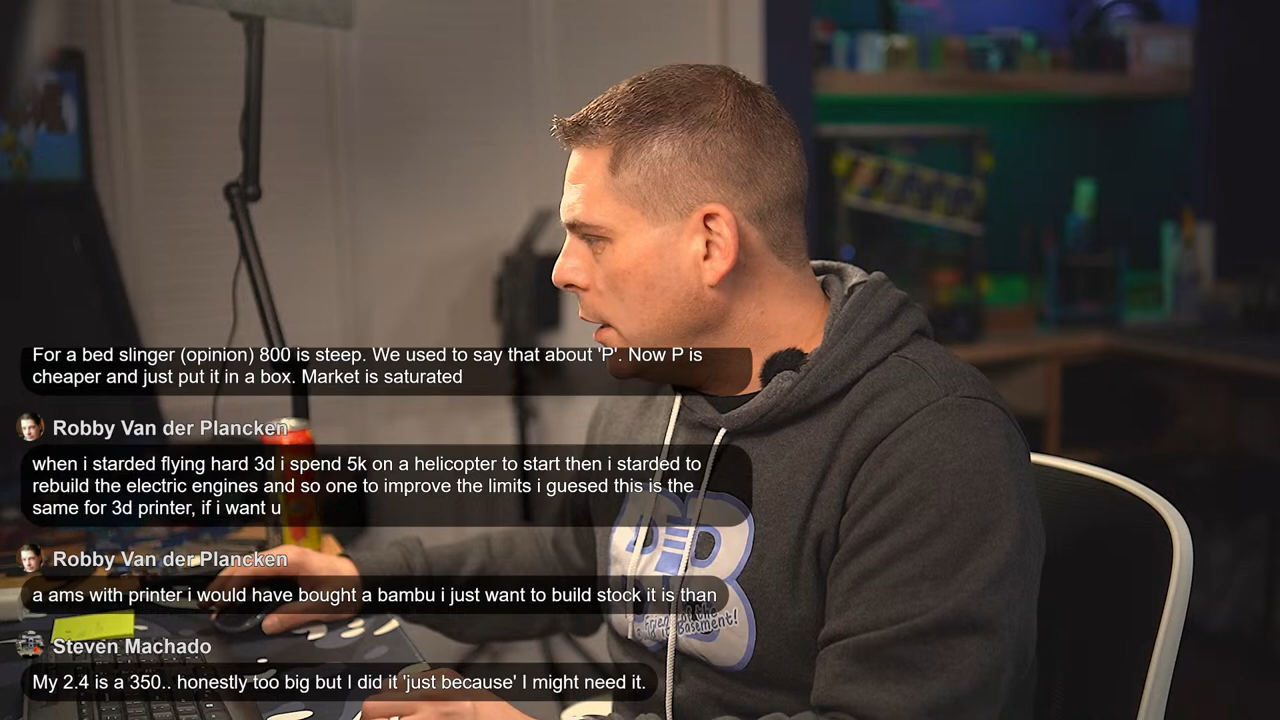 For a bed slinger (opinion) 800 is steep. We used to say that about 'P'. Now P is
cheaper and just put it in a box. Market is saturated
Robby Van der Plancken
when i starded flying hard 3d i spend 5k on a helicopter to start then i starded to
rebuild the electric engines and so one to improve the limits i guesed this is the
same for 3d printer, if i want u
Robby Van der Plancken
a ams with printer i would have bought a bambu i just want to build stock it is than
Friend of the
Basement!
Steven Machado
My 2.4 is a 350.. honestly too big but I did it 'just because' I might need it.